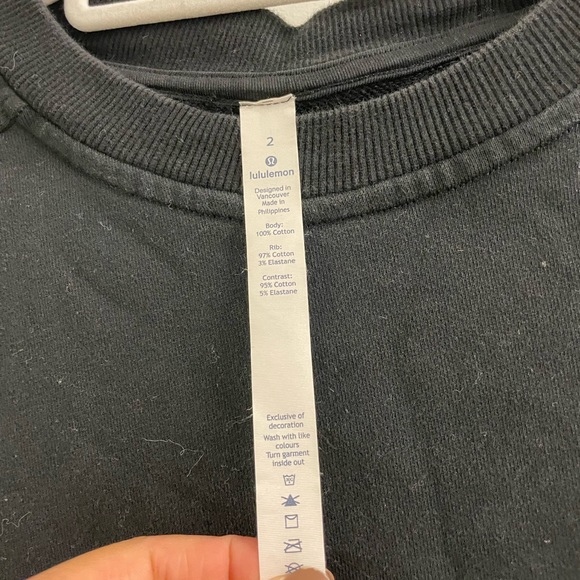 2
lululemon
Designed in
Vancouver
Made in
Philippines
Body:
100% Cotton
Rib:
97% Cotton
3% Elastane
Contrast:
95% Cotton
5% Elastane
Exclusive of
decoration
Wash with like
colours
Turn garment
inside out